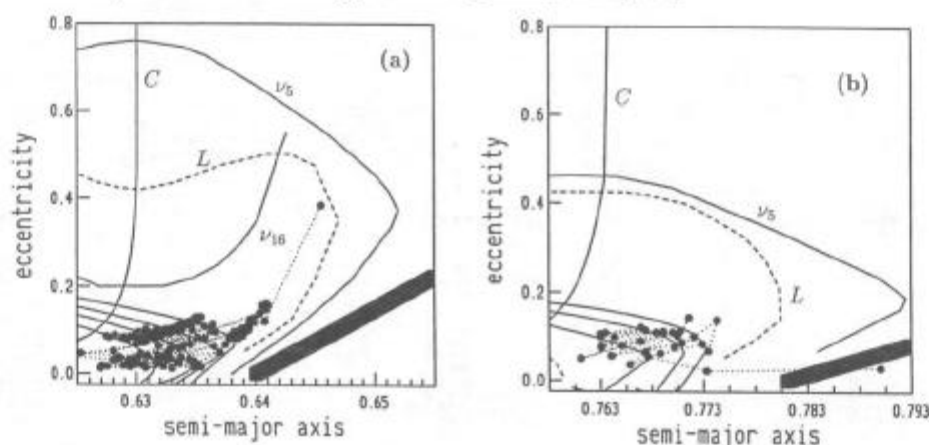 0.8
0.6
0.4
0.2
0.0
eccentricity
(a)
C
ν5
L
ν16
0.63
0.64
0.65
semi-major axis
0.8
0.6
0.4
0.2
0.0
eccentricity
(b)
C
ν5
L
0.763
0.773
0.783
0.793
semi-major axis